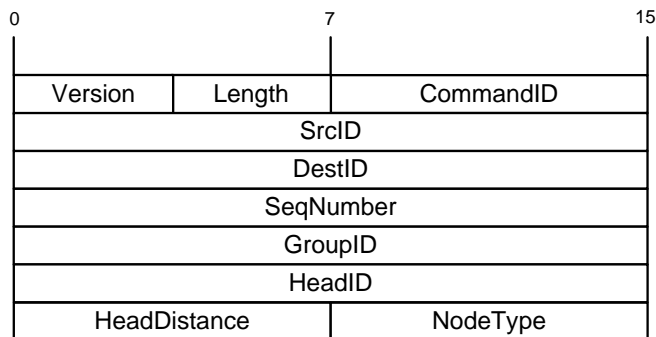 0 7 15
Version Length CommandID
SrcID
DestID
SeqNumber
GroupID
HeadID
HeadDistance NodeType